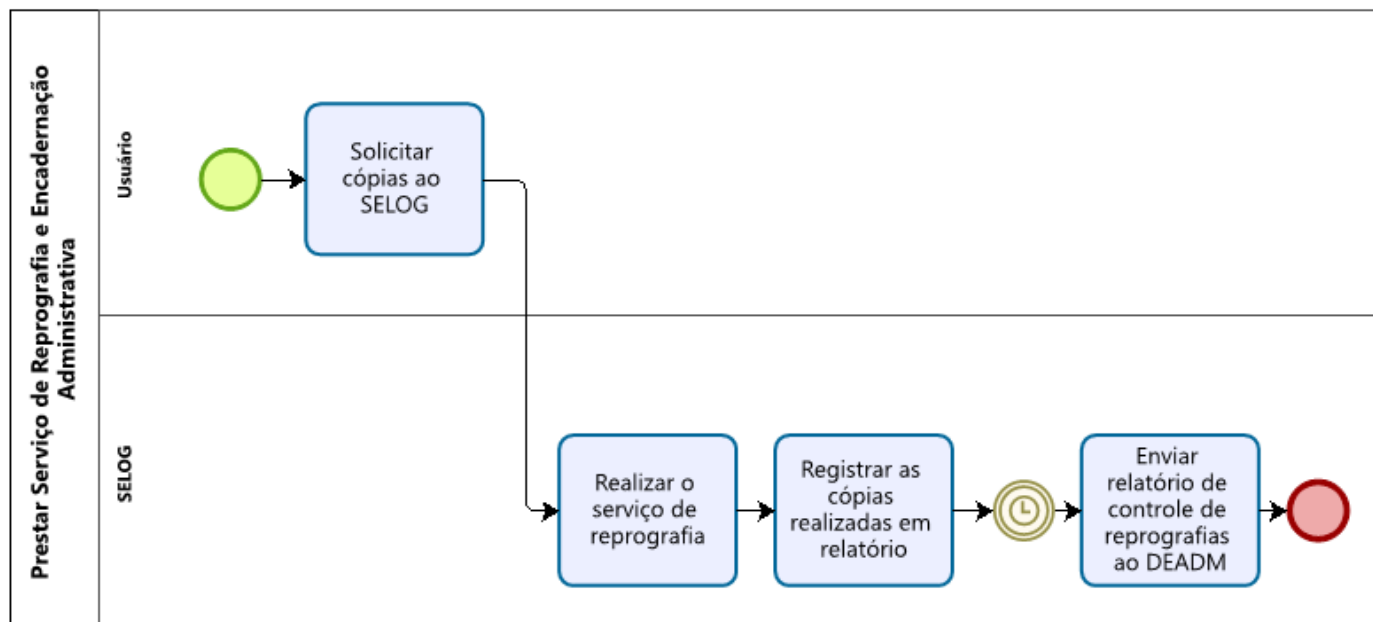 Prestar Serviço de Reprografia e Encadernação
Administrativa
Usuário
Solicitar
cópias ao
SELOG
SELOG
Realizar o
serviço de
reprografia
Registrar as
cópias
realizadas em
relatório
Enviar
relatório de
controle de
reprografias
ao DEADM